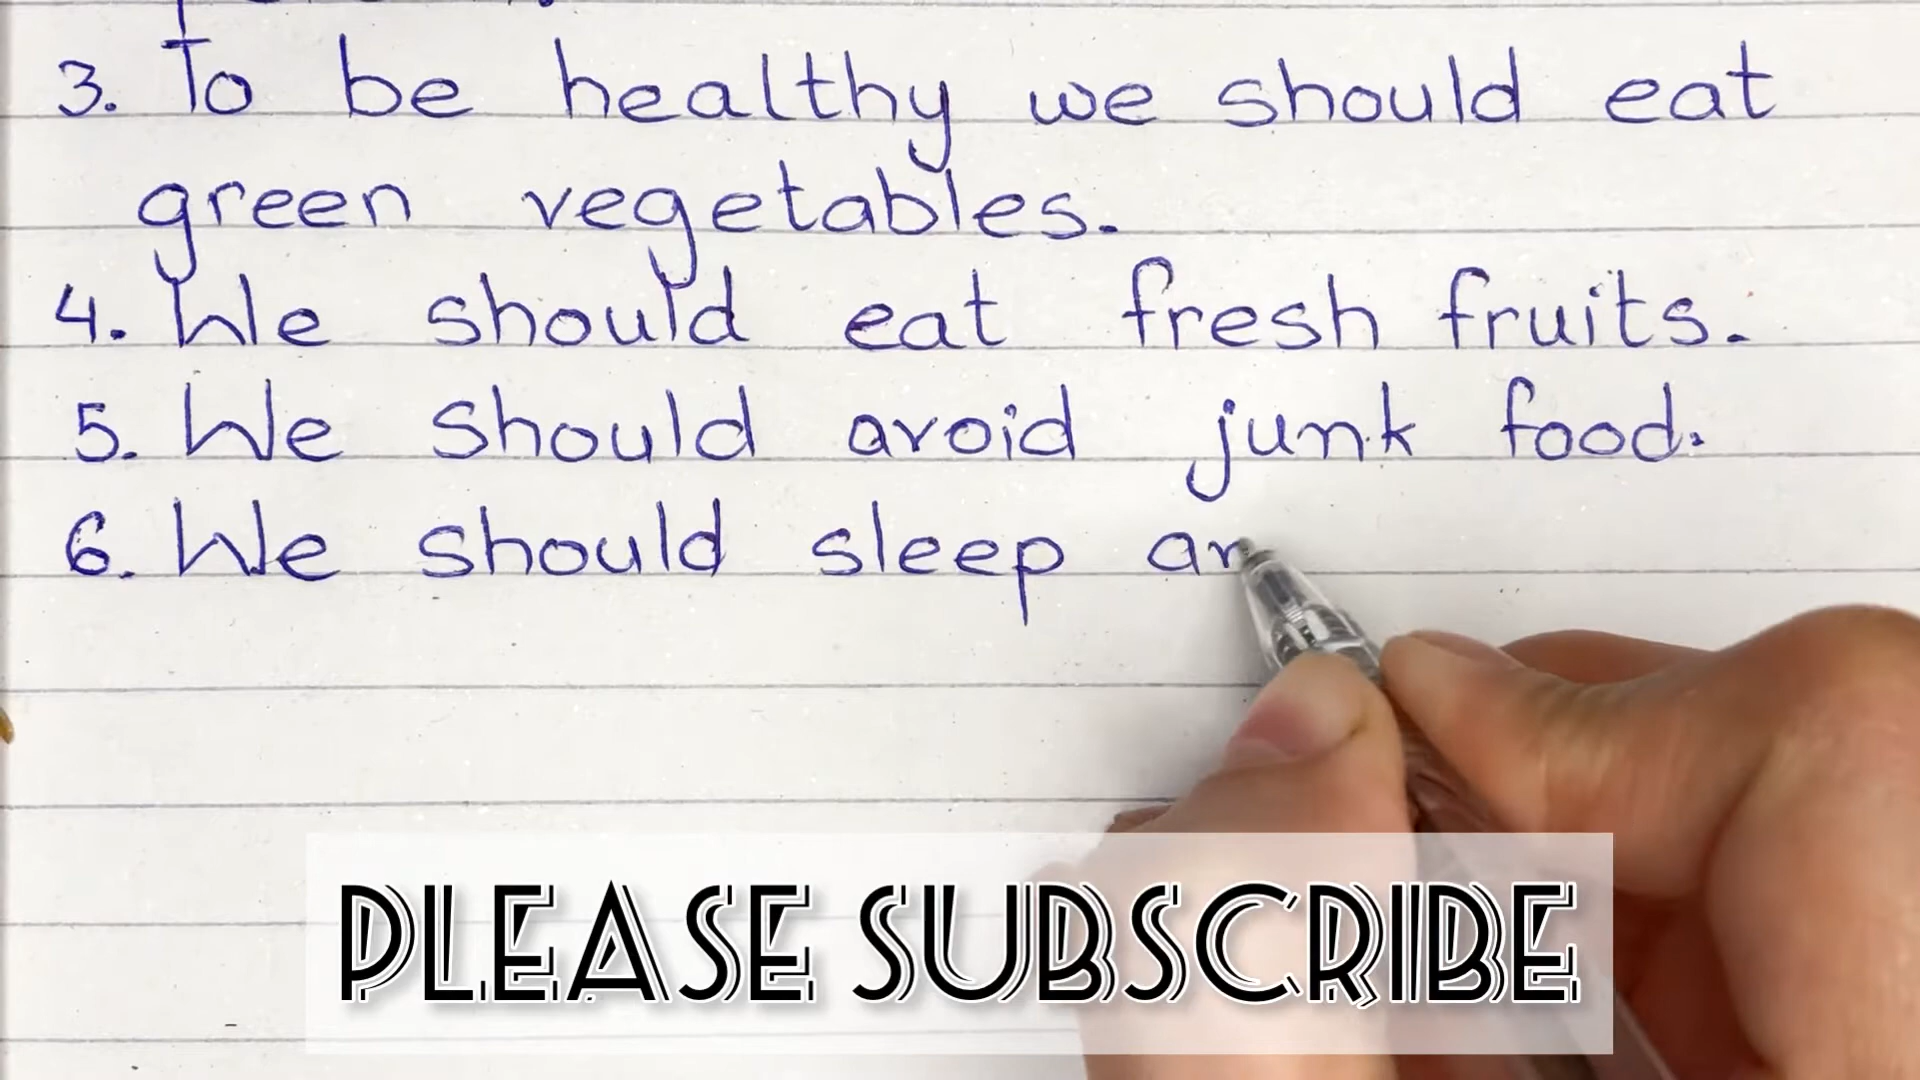 3. To be healthy we should eat
green vegetables.
4. We should eat fresh fruits.
5. We should avoid junk food.
6. We should sleep an
PLEASE SUBSCRIBE